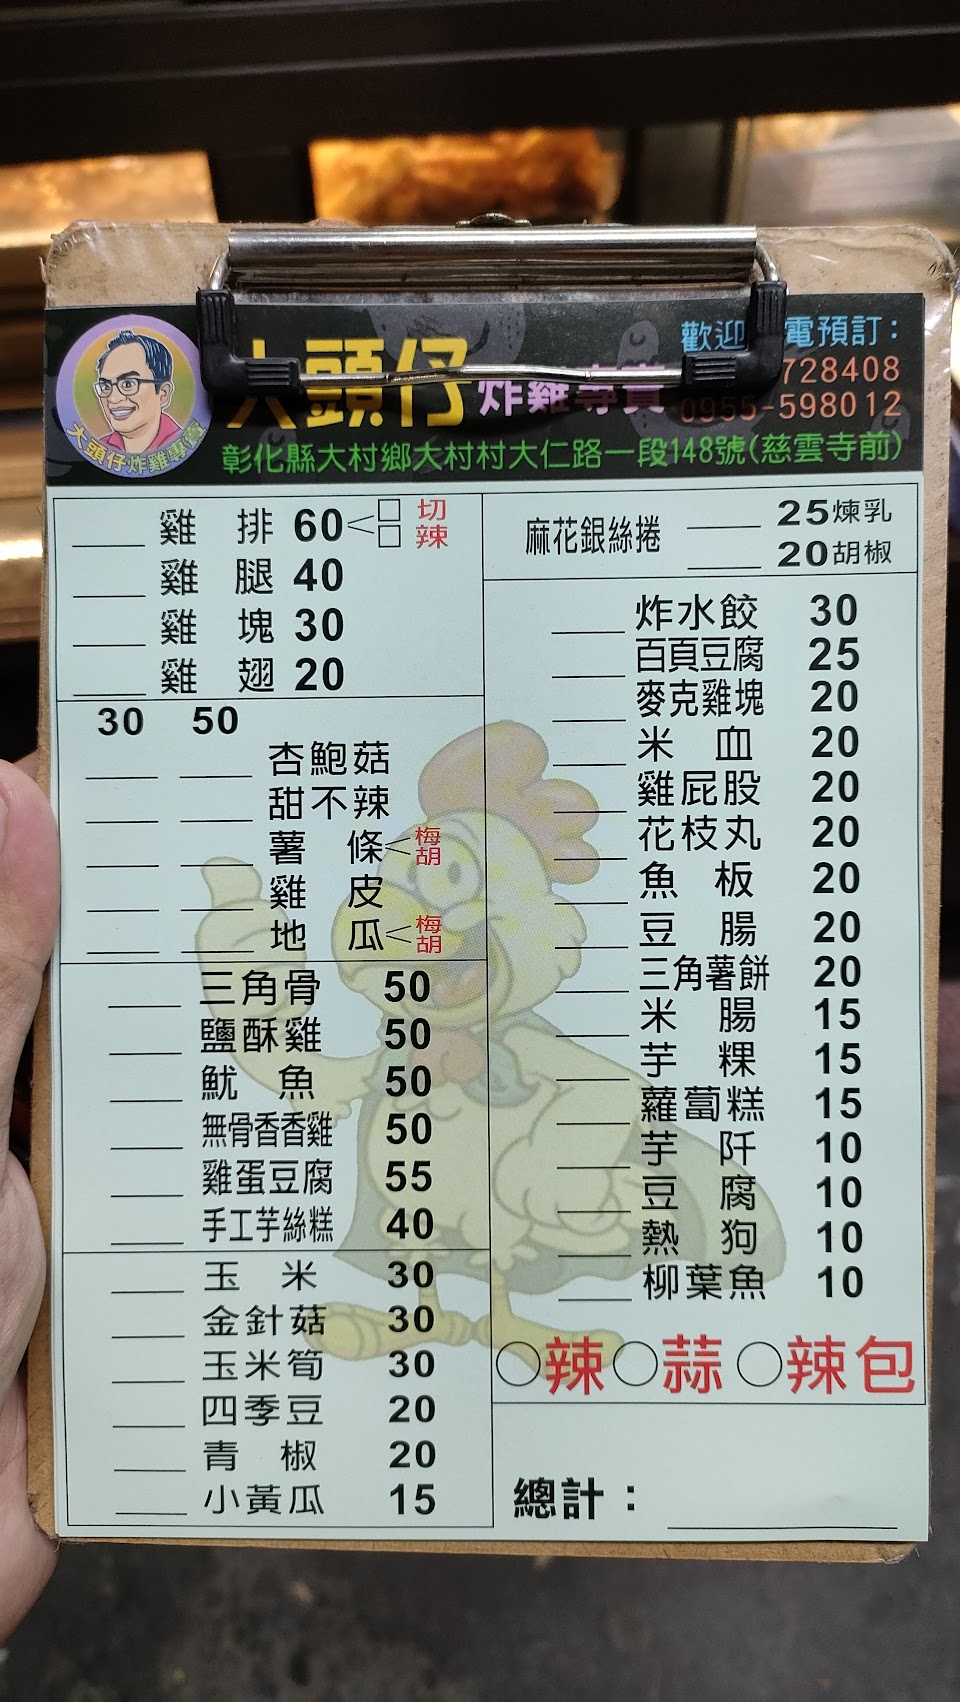 大頭仔炸雞專賣
大頭仔 炸雞專賣
歡迎 電預訂：
728408
0955-598012
彰化縣大村鄉大村村大仁路一段148號(慈雲寺前)
雞 排 60 切 辣
雞 腿 40
雞 塊 30
雞 翅 20
30 50
杏鮑菇
甜不辣
薯 條 梅 胡
雞 皮
地 瓜 梅 胡
三角骨 50
鹽酥雞 50
魷 魚 50
無骨香香雞 50
雞蛋豆腐 55
手工芋絲糕 40
玉 米 30
金針菇 30
玉米筍 30
四季豆 20
青 椒 20
小黃瓜 15
麻花銀絲捲 25煉乳
20胡椒
炸水餃 30
百頁豆腐 25
麥克雞塊 20
米 血 20
雞屁股 20
花枝丸 20
魚 板 20
豆 腸 20
三角薯餅 20
米 腸 15
芋 粿 15
蘿蔔糕 15
芋 阡 10
豆 腐 10
熱 狗 10
柳葉魚 10
○辣○蒜○辣包
總計：